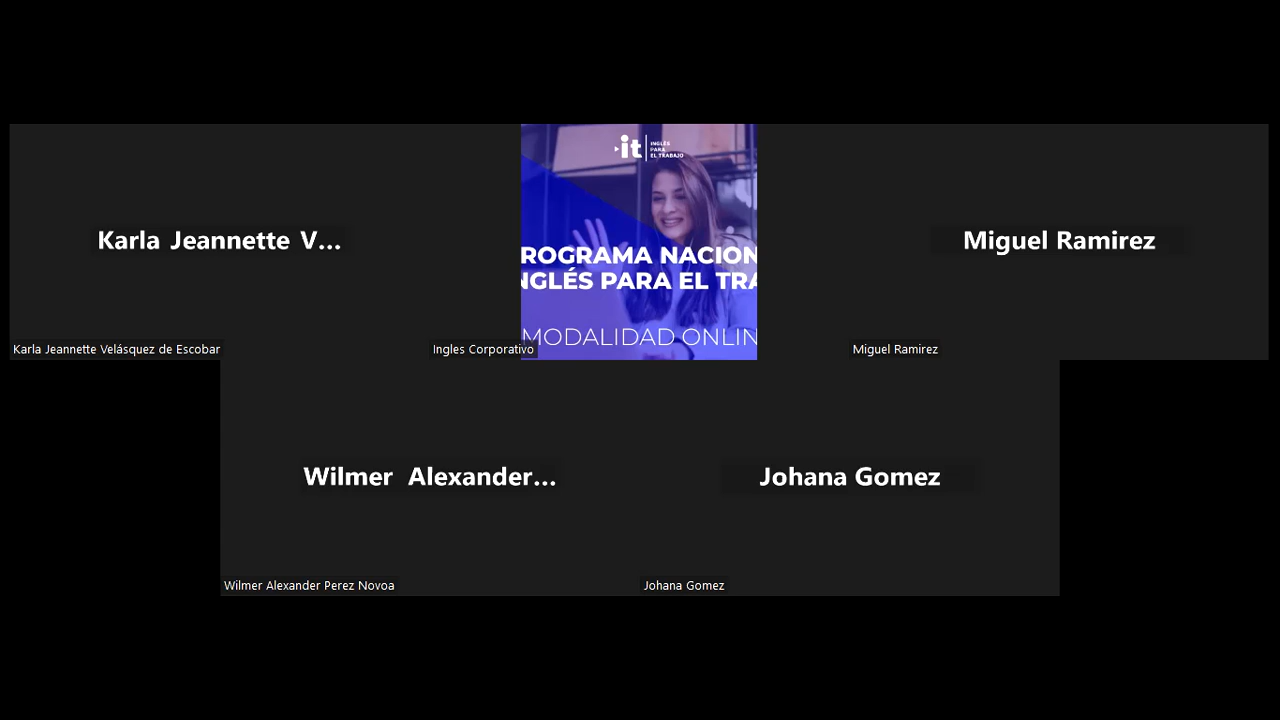 it
INGLÉS
PARA
EL TRABAJO
Karla Jeannette V...
Miguel Ramirez
ROGRAMA NACION
NGLÉS PARA EL TRA
MODALIDAD ONLIN
Karla Jeannette Velásquez de Escobar
Ingles Corporativo
Miguel Ramirez
Wilmer Alexander...
Johana Gomez
Wilmer Alexander Perez Novoa
Johana Gomez